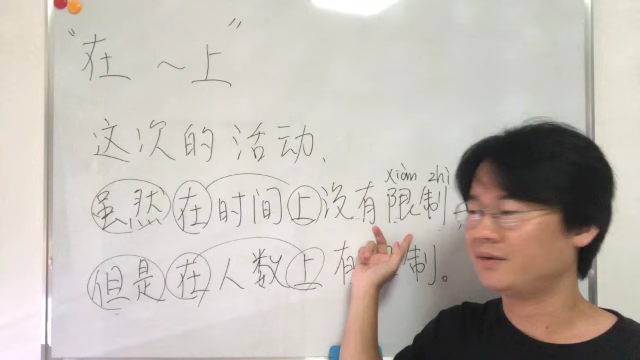 "在 ~上"
这次的活动,
xiàn zhì
虽然在时间上没有限制,
但是在人数上有 制。